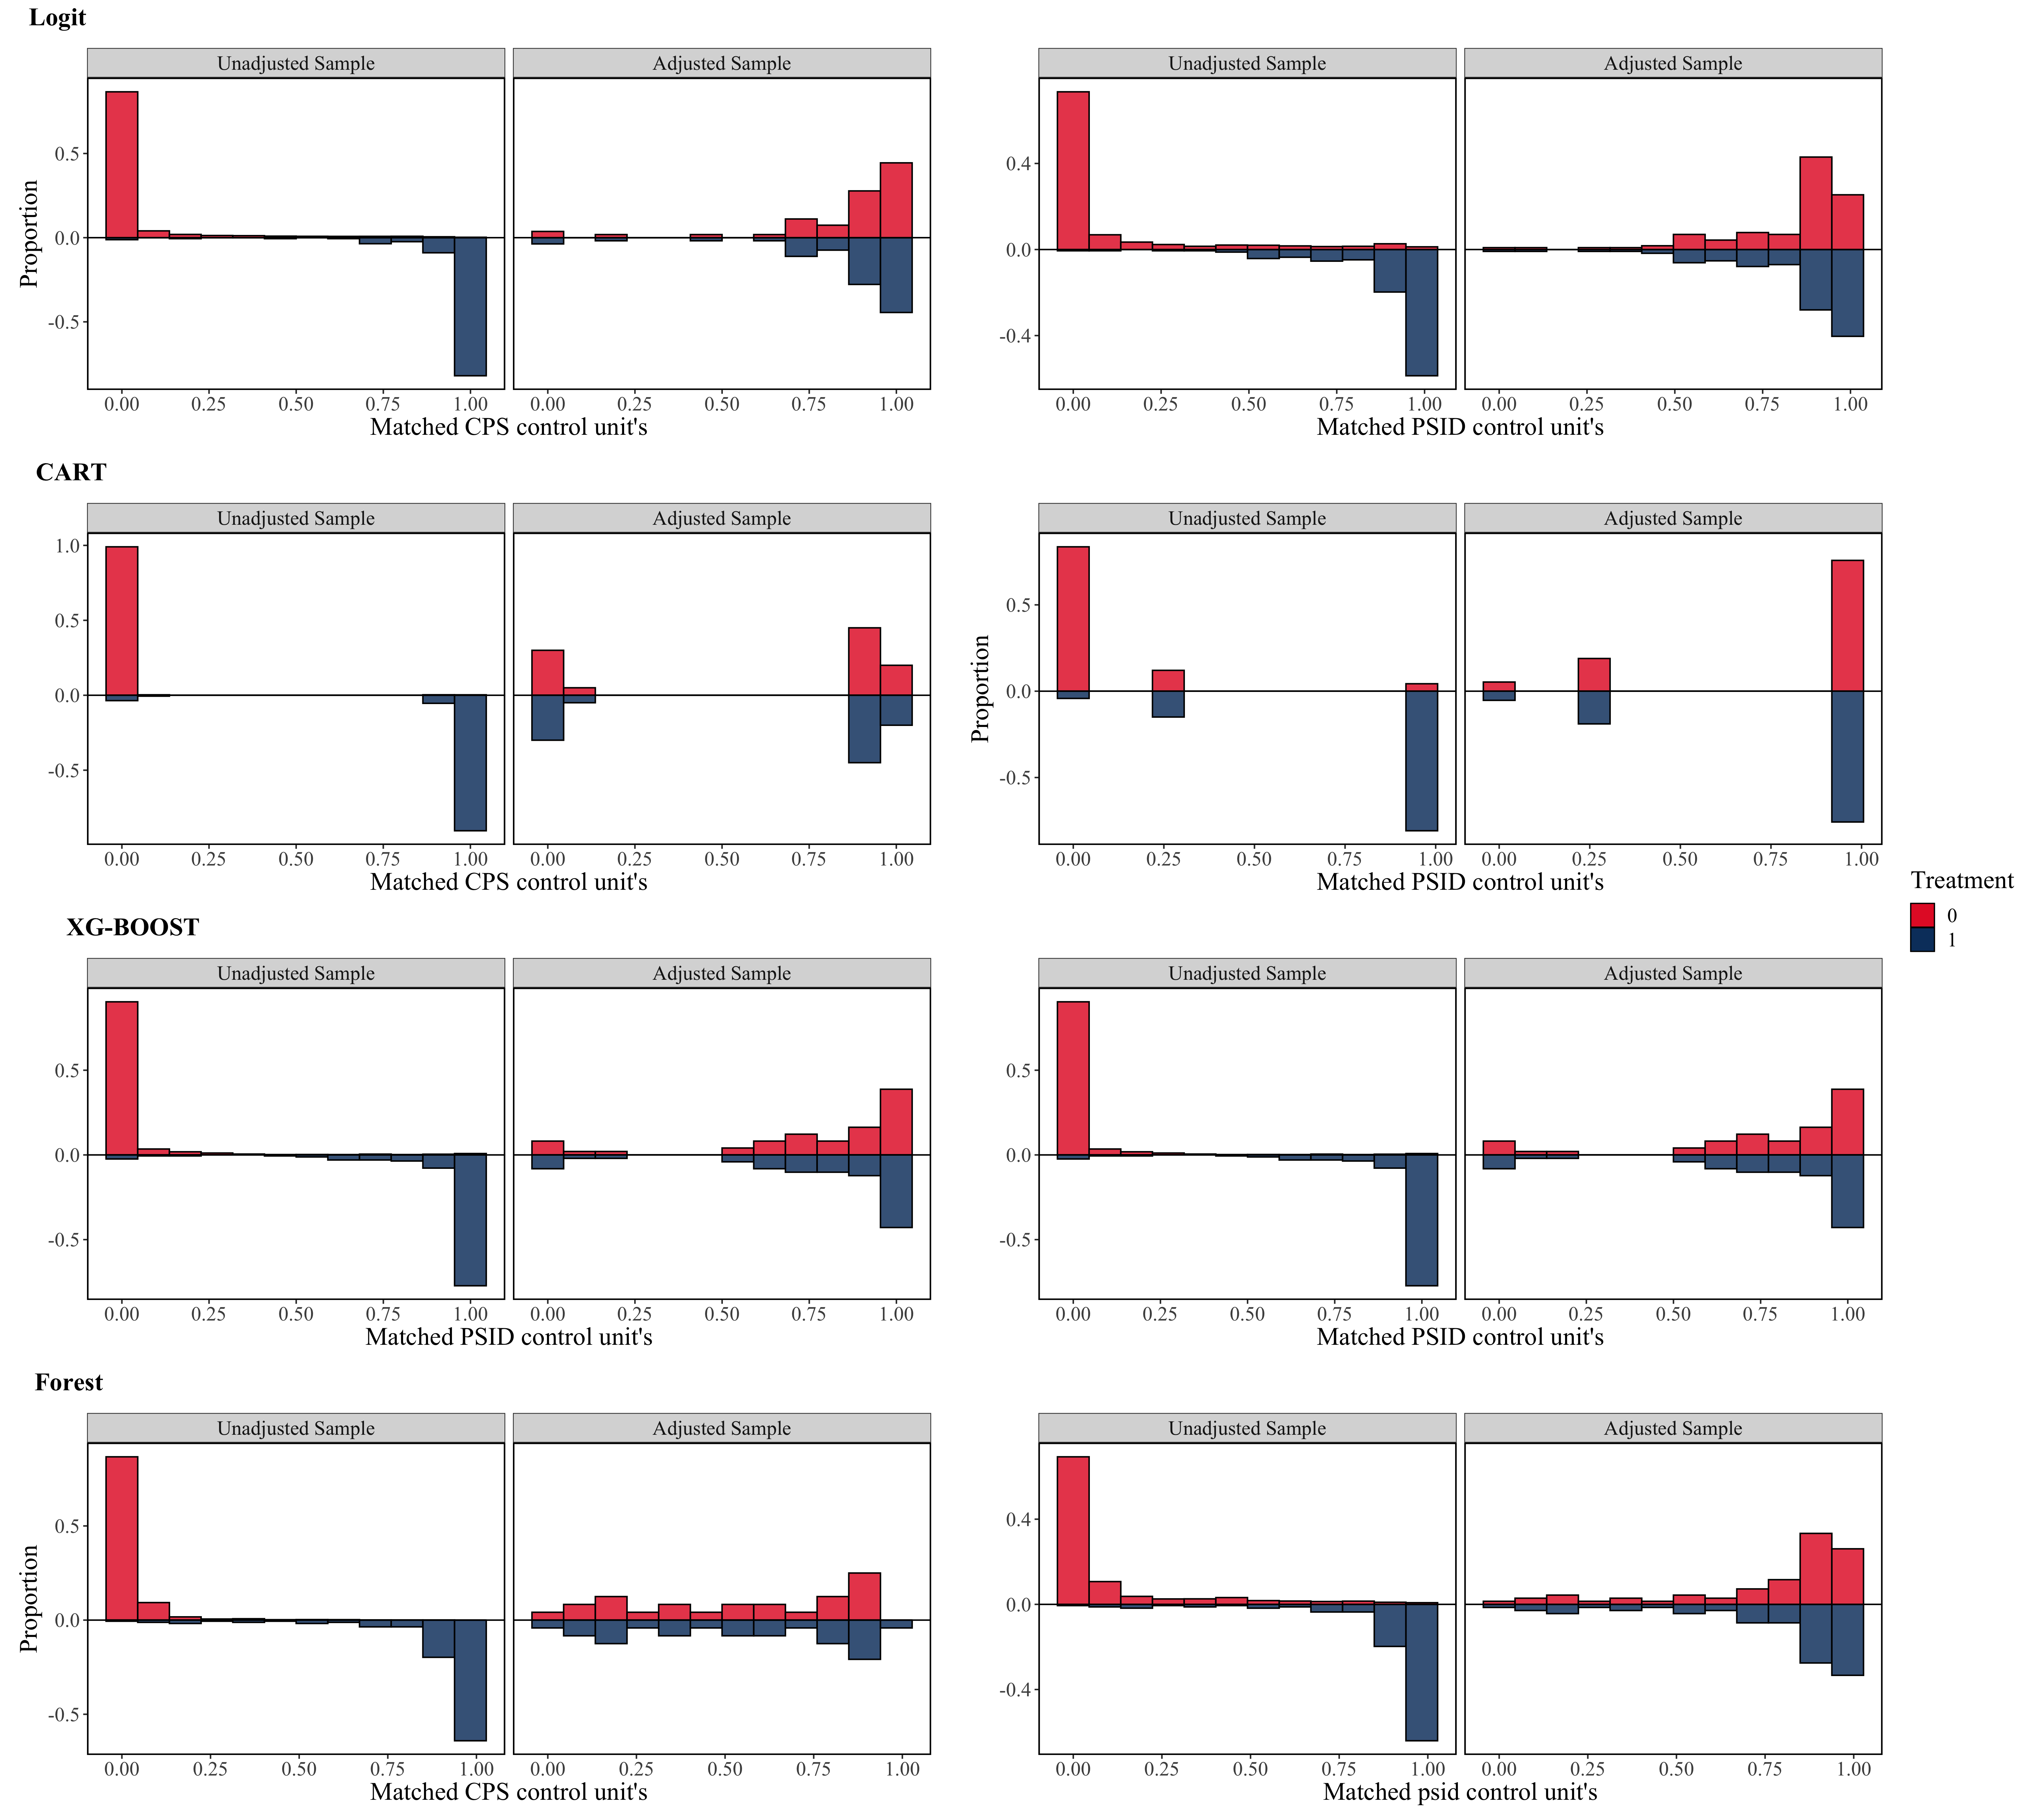 Logit
Unadjusted Sample Adjusted Sample Unadjusted Sample Adjusted Sample
Proportion
0.5
0.0
-0.5
0.4
0.0
-0.4
0.00 0.25 0.50 0.75 1.00 0.00 0.25 0.50 0.75 1.00 0.00 0.25 0.50 0.75 1.00 0.00 0.25 0.50 0.75 1.00
Matched CPS control unit's Matched PSID control unit's
CART
Unadjusted Sample Adjusted Sample Unadjusted Sample Adjusted Sample
1.0
0.5
0.0
-0.5
Proportion
0.5
0.0
-0.5
0.00 0.25 0.50 0.75 1.00 0.00 0.25 0.50 0.75 1.00 0.00 0.25 0.50 0.75 1.00 0.00 0.25 0.50 0.75 1.00
Matched CPS control unit's Matched PSID control unit's
Treatment
0
1
XG-BOOST
Unadjusted Sample Adjusted Sample Unadjusted Sample Adjusted Sample
0.5
0.0
-0.5
0.5
0.0
-0.5
0.00 0.25 0.50 0.75 1.00 0.00 0.25 0.50 0.75 1.00 0.00 0.25 0.50 0.75 1.00 0.00 0.25 0.50 0.75 1.00
Matched PSID control unit's Matched PSID control unit's
Forest
Unadjusted Sample Adjusted Sample Unadjusted Sample Adjusted Sample
Proportion
0.5
0.0
-0.5
0.4
0.0
-0.4
0.00 0.25 0.50 0.75 1.00 0.00 0.25 0.50 0.75 1.00 0.00 0.25 0.50 0.75 1.00 0.00 0.25 0.50 0.75 1.00
Matched CPS control unit's Matched psid control unit's